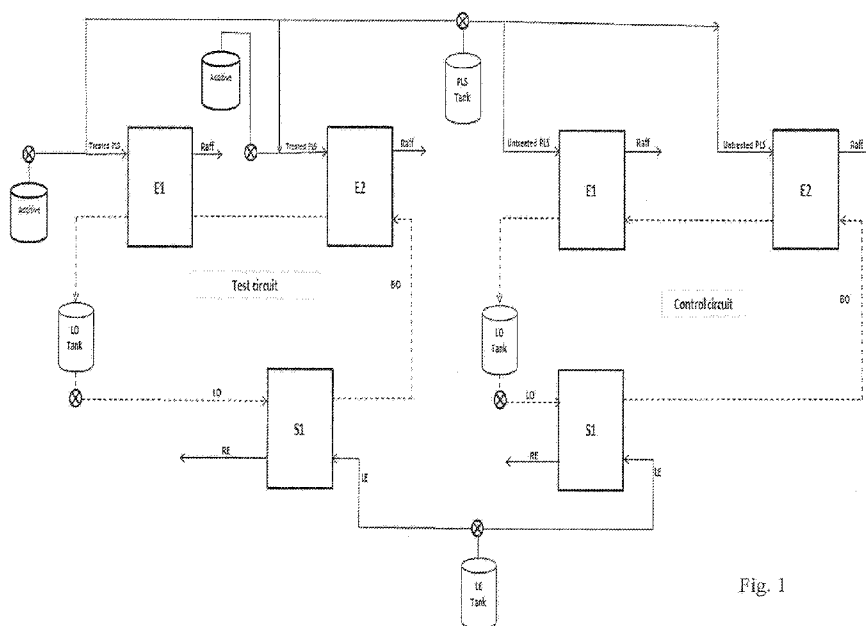 Additive
PLS
Tank
Treated PLS
Raff
Treated PLS
Raff
Untreated PLS
Raff
Untreated PLS
Raff
E1
E2
E1
E2
Additive
Test circuit
BO
Control circuit
BO
LO
Tank
LO
Tank
LO
S1
LO
S1
RE
LE
RE
LE
LE
Tank
Fig. 1